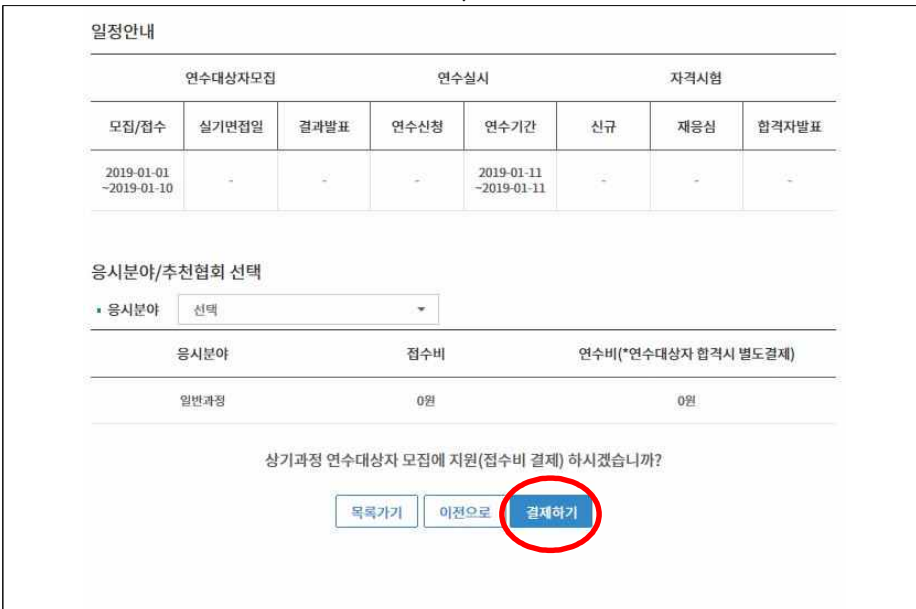 일정안내
연수대상자모집 연수실시 자격시험
모집/접수 실기면접일 결과발표 연수신청 연수기간 신규 재응심 합격자발표
2019-01-01 - - - 2019-01-11 - - -
~2019-01-10 ~2019-01-11
응시분야/추천협회 선택
응시분야 선택
응시분야 접수비 연수비(*연수대상자 합격시 별도결제)
일반과정 0원 0원
상기과정 연수대상자 모집에 지원(접수비 결제) 하시겠습니까?
목록가기 이전으로 결제하기